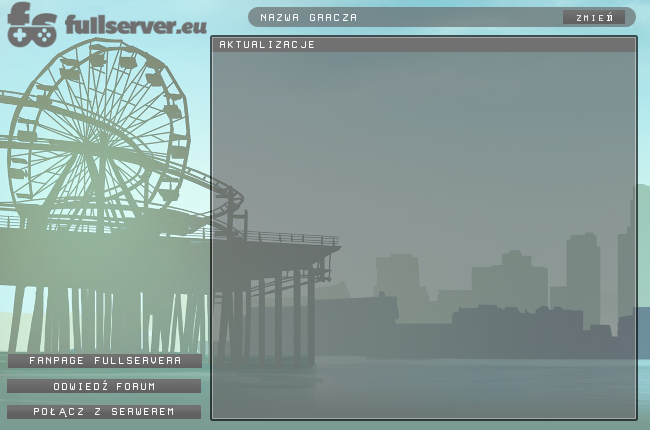 fullserver.eu
NAZWA GRACZA
ZMIEŃ
AKTUALIZACJE
FANPAGE FULLSERVERA
ODWIEDŹ FORUM
POŁĄCZ Z SERWEREM